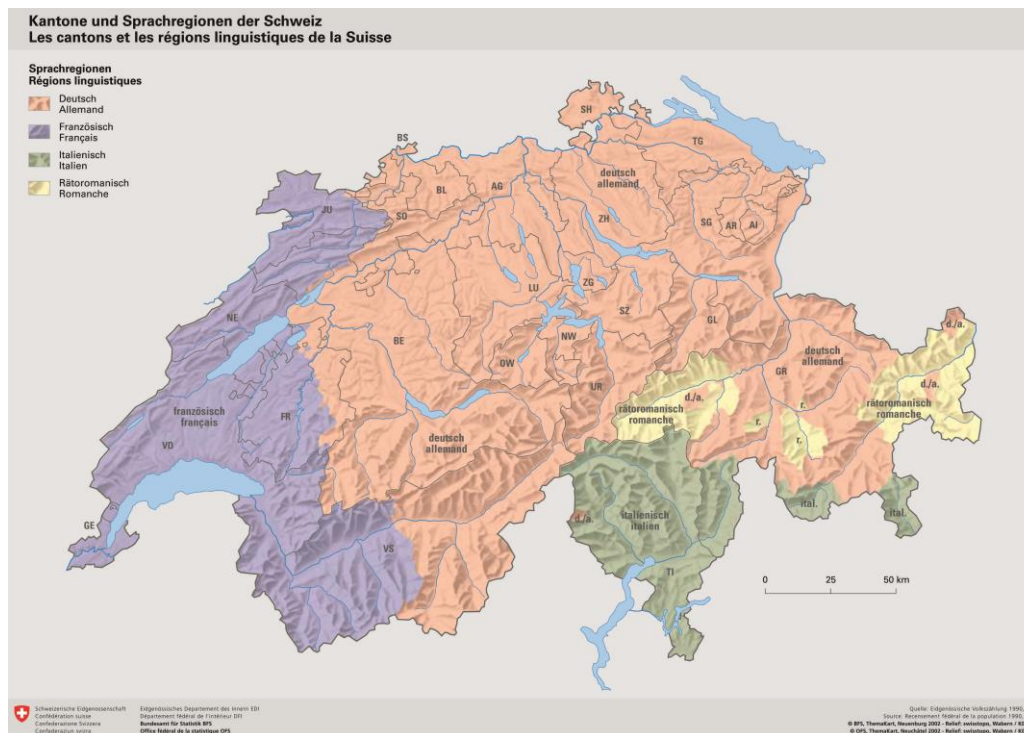 Kantone und Sprachregionen der Schweiz
Les cantons et les régions linguistiques de la Suisse
Sprachregionen
Régions linguistiques
Deutsch
Allemand
Französisch
Français
Italienisch
Italien
Rätoromanisch
Romanche
SH
BS
TG
JU
BL
AG
deutsch
allemand
SO
ZH
SG
AR
AI
LU
ZG
SZ
NE
BE
GL
d./a.
NW
OW
UR
GR
deutsch
allemand
d./a.
d./a.
rätoromanisch
romanche
r.
r.
r.
rätoromanisch
romanche
französisch
français
FR
VD
deutsch
allemand
ital.
ital.
GE
d./a.
italienisch
italien
VS
TI
0 25 50 km
Schweizerische Eidgenossenschaft
Confédération suisse
Confederazione Svizzera
Confederaziun svizra
Eidgenössisches Departement des Innern EDI
Département fédéral de l'intérieur DFI
Bundesamt für Statistik BFS
Office fédéral de la statistique OFS
Quelle: Eidgenössische Volkszählung 1990,
Source: Recensement fédéral de la population 1990,
© BFS, ThemaKart, Neuenburg 2002 - Relief: swisstopo, Wabern /
© OFS, ThemaKart, Neuchâtel 2002 - Relief: swisstopo, Wabern /